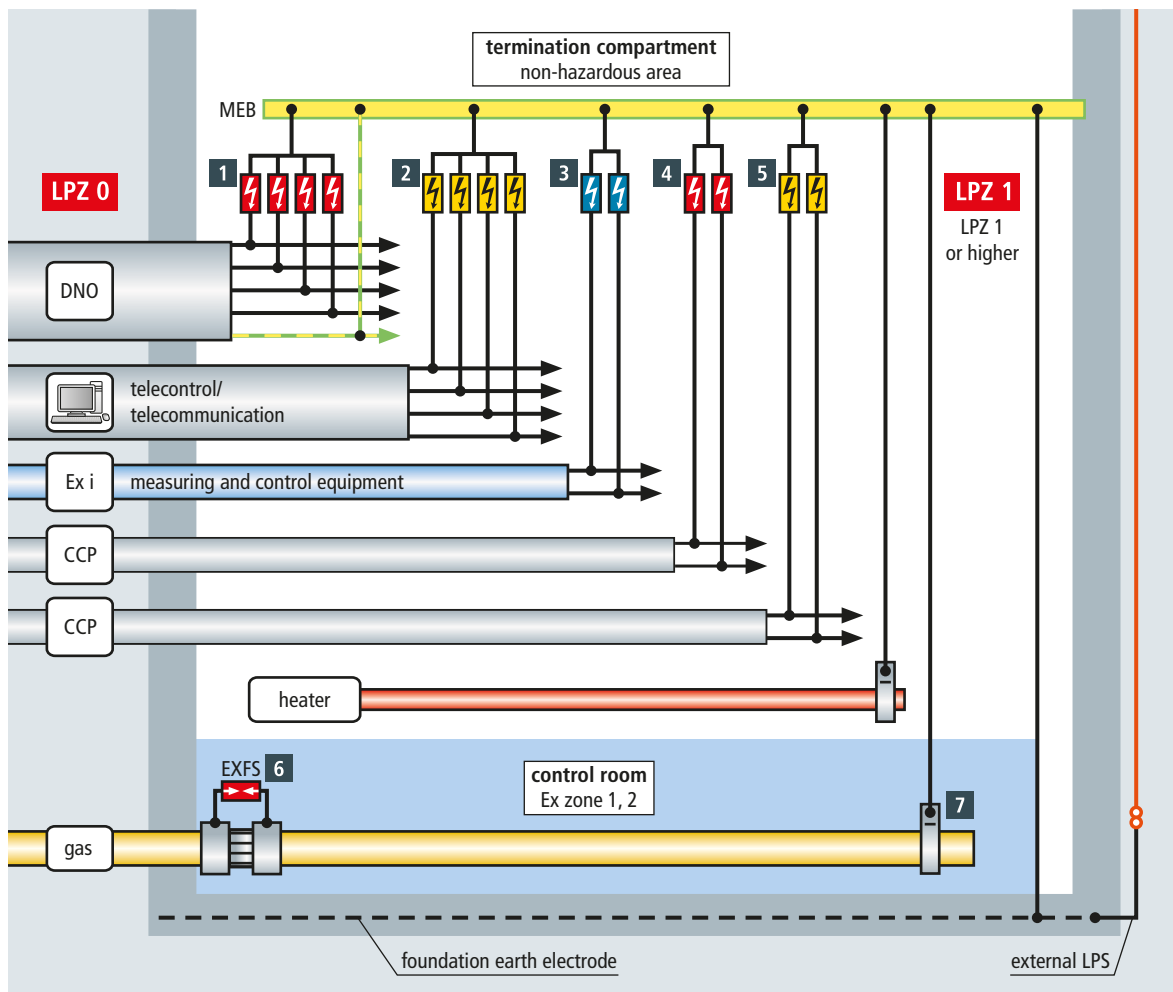 termination compartment
non-hazardous area
MEB
1
2
3
4
5
LPZ 0
LPZ 1
LPZ 1
or higher
DNO
telecontrol/
telecommunication
Ex i
measuring and control equipment
CCP
CCP
heater
EXFS
6
control room
Ex zone 1, 2
7
gas
foundation earth electrode
external LPS